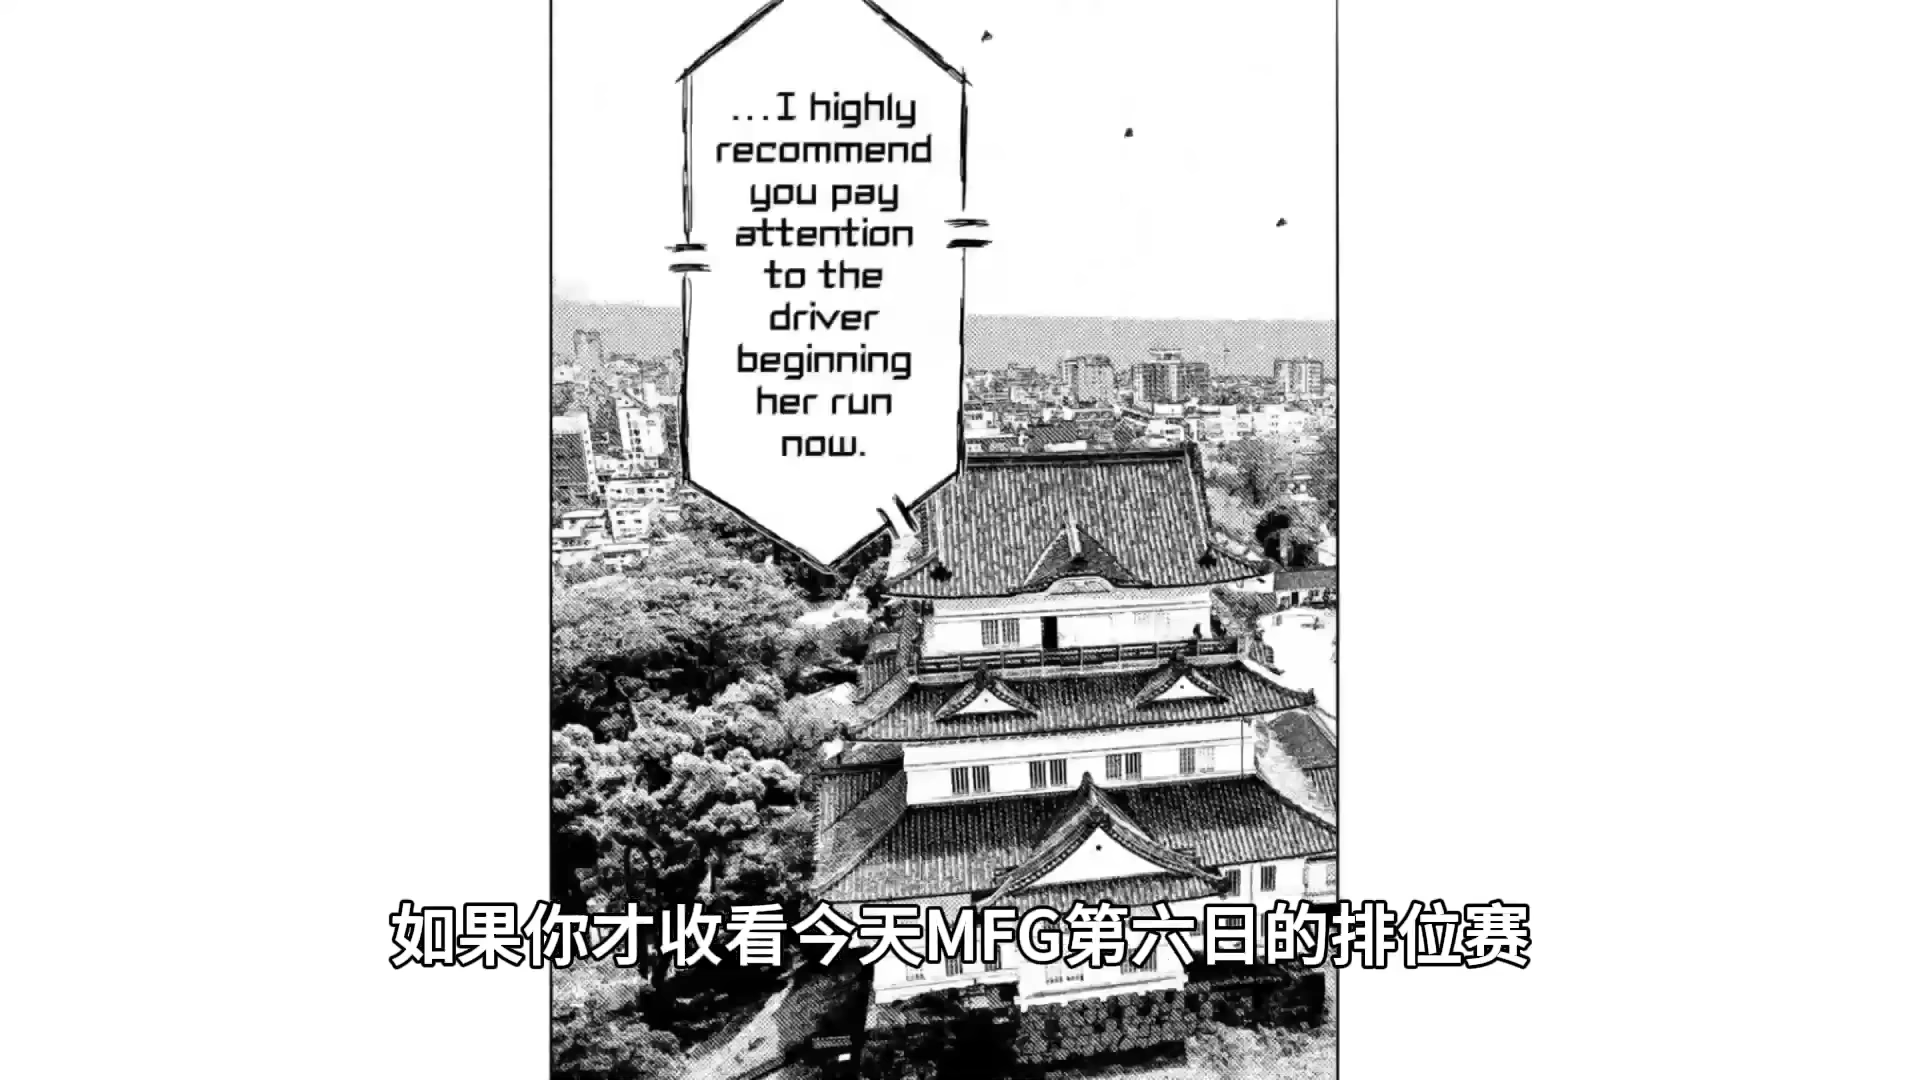 ...I highly
recommend
you pay
attention
to the
driver
beginning
her run
now.
如果你才收看今天MFG第六日的排位赛